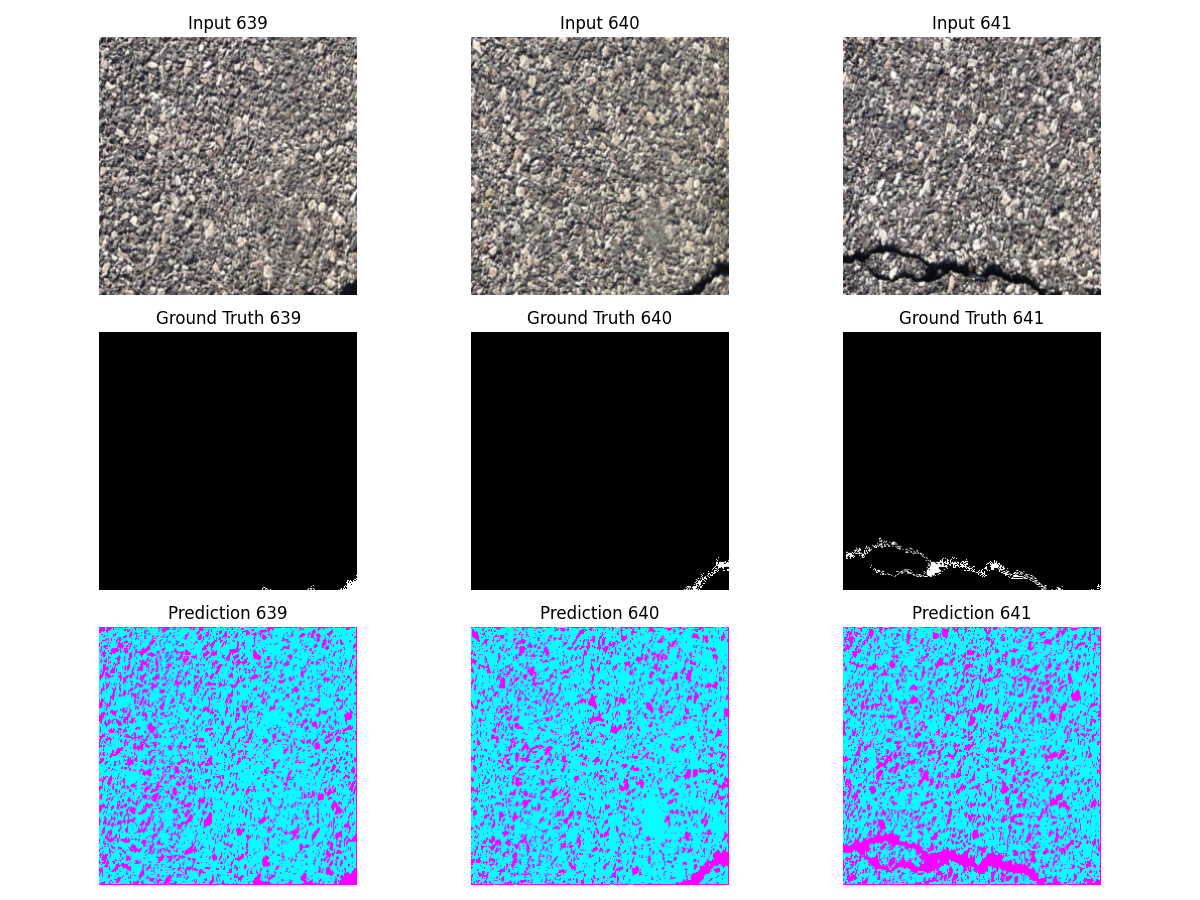 Input 639
Input 640
Input 641
Ground Truth 639
Ground Truth 640
Ground Truth 641
Prediction 639
Prediction 640
Prediction 641